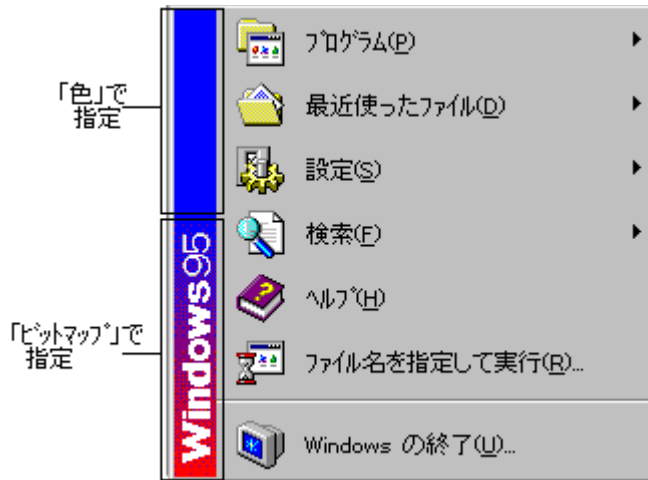 「色」で
指定
「ﾋﾞｯﾄﾏｯﾌﾟ」で
指定
Windows95
ﾌﾟﾛｸﾞﾗﾑ(P)
最近使ったﾌｧｲﾙ(D)
設定(S)
検索(F)
ﾍﾙﾌﾟ(H)
ﾌｧｲﾙ名を指定して実行(R)...
Windows の終了(U)...